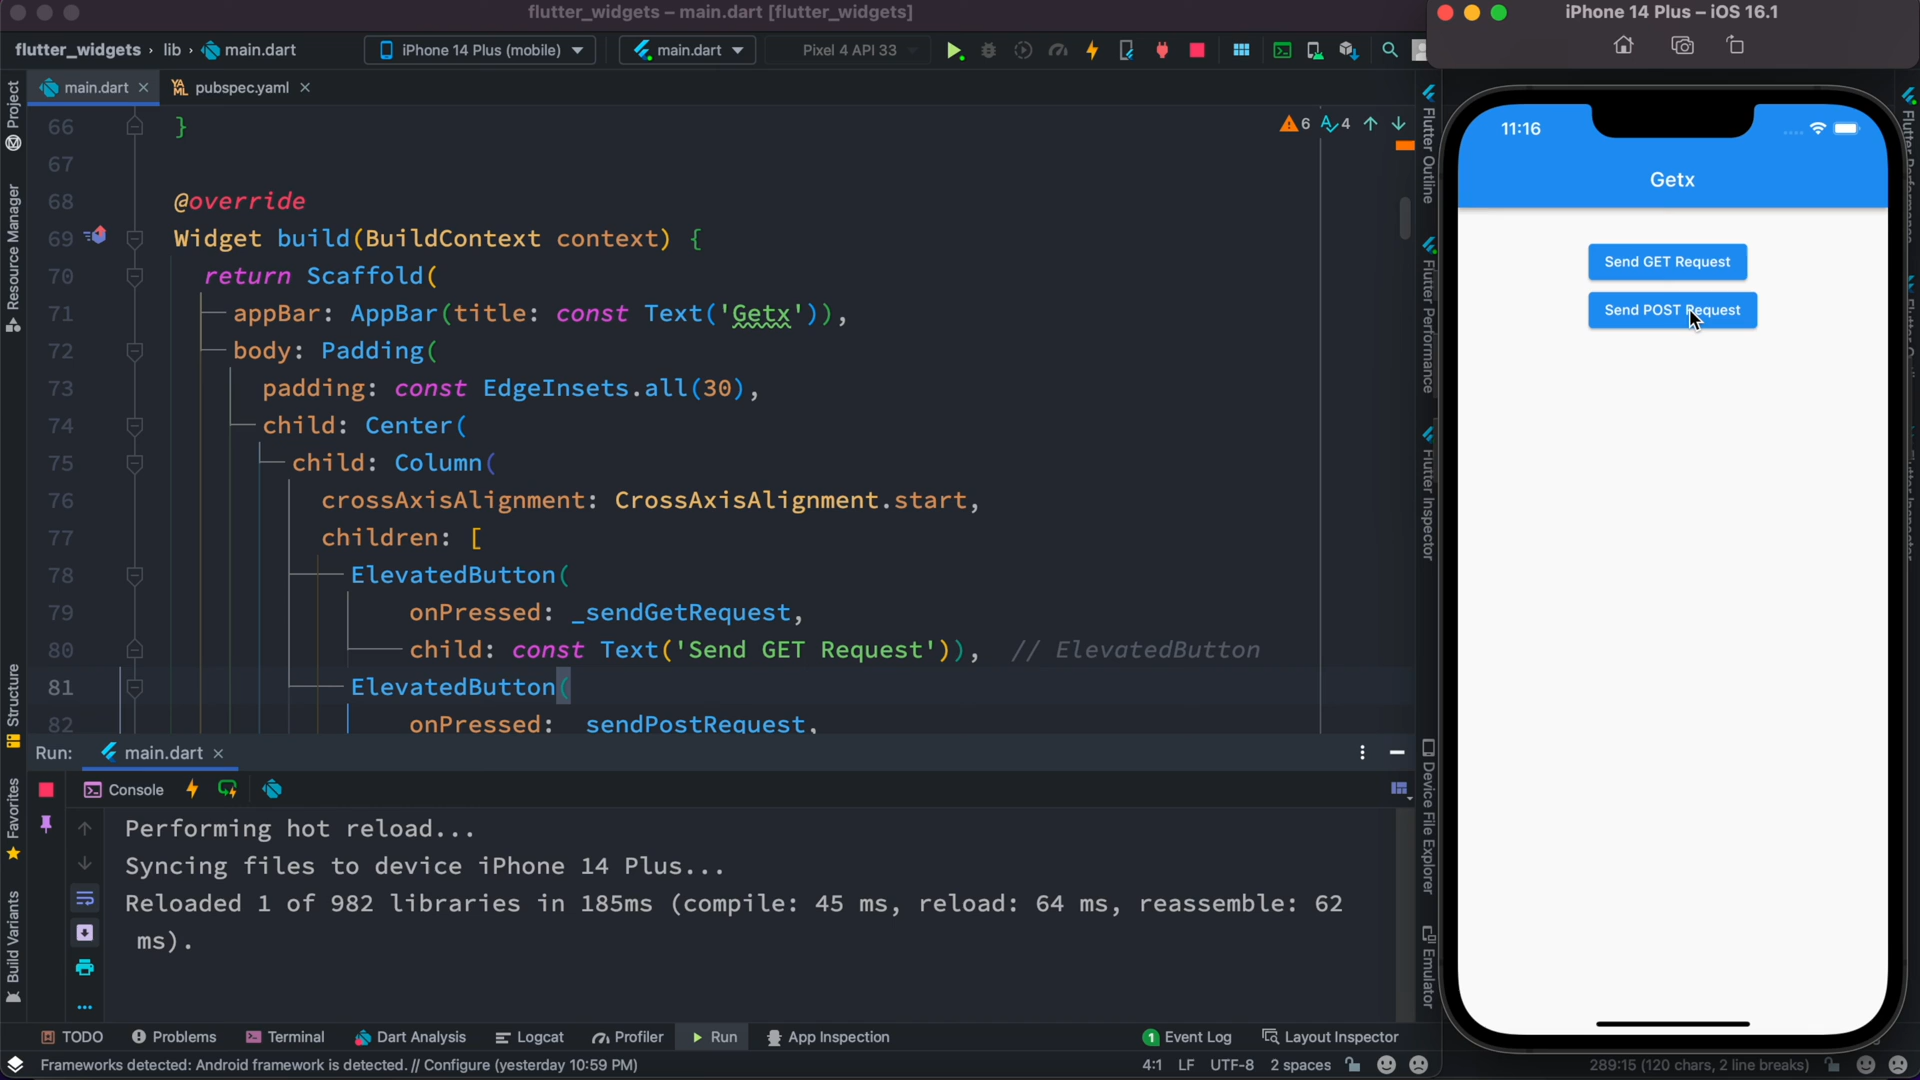 flutter_widgets – main.dart [flutter_widgets]
iPhone 14 Plus – iOS 16.1
flutter_widgets › lib › main.dart
iPhone 14 Plus (mobile)
main.dart
Pixel 4 API 33
main.dart
pubspec.yaml
Project
Resource Manager
Structure
Favorites
Build Variants
6
4
66 }
67
68 @override
69 Widget build(BuildContext context) {
70 return Scaffold(
71 appBar: AppBar(title: const Text('Getx')),
72 body: Padding(
73 padding: const EdgeInsets.all(30),
74 child: Center(
75 child: Column(
76 crossAxisAlignment: CrossAxisAlignment.start,
77 children: [
78 ElevatedButton(
79 onPressed: _sendGetRequest,
80 child: const Text('Send GET Request')), // ElevatedButton
81 ElevatedButton(
82 onPressed: _sendPostRequest,
Run: main.dart
Console
Performing hot reload...
Syncing files to device iPhone 14 Plus...
Reloaded 1 of 982 libraries in 185ms (compile: 45 ms, reload: 64 ms, reassemble: 62
ms).
TODO
Problems
Terminal
Dart Analysis
Logcat
Profiler
Run
App Inspection
1 Event Log
Layout Inspector
Frameworks detected: Android framework is detected. // Configure (yesterday 10:59 PM)
4:1 LF UTF-8 2 spaces
289:15 (120 chars, 2 line breaks)
Flutter Outline
Flutter Performance
Flutter Inspector
Device File Explorer
Emulator
11:16
Getx
Send GET Request
Send POST Request